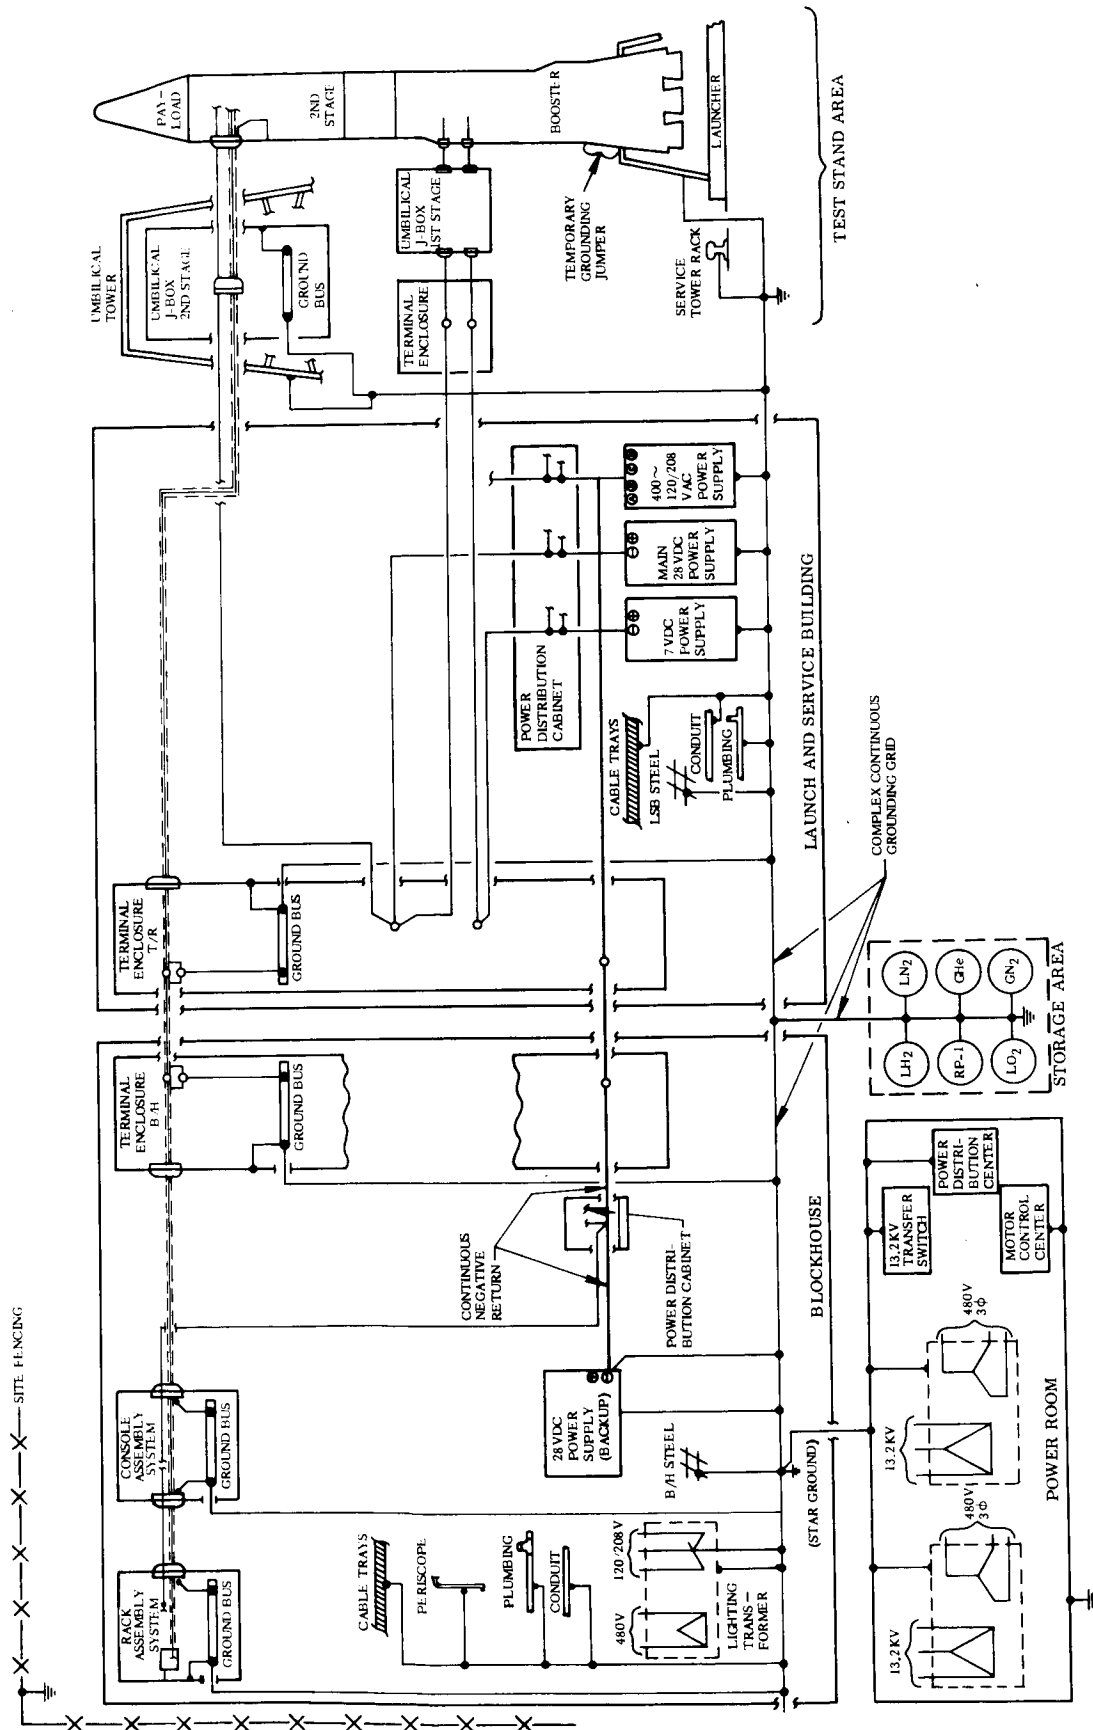 SITE FENCING
RACK
ASSEMBLY
SYSTEM
GROUND BUS
CONSOLE
ASSEMBLY
SYSTEM
GROUND BUS
TERMINAL
ENCLOSURE
B/H
GROUND BUS
TERMINAL
ENCLOSURE
T/R
GROUND BUS
UMBILICAL
TOWER
UMBILICAL
J-BOX
2ND STAGE
GROUND
BUS
PAY-
LOAD
2ND
STAGE
BOOSTER
UMBILICAL
J-BOX
1ST STAGE
TERMINAL
ENCLOSURE
TEMPORARY
GROUNDING
JUMPER
LAUNCHER
SERVICE
TOWER RACK
TEST STAND AREA
CABLE TRAYS
PERISCOPE
PLUMBING
CONDUIT
480V
120/208V
LIGHTING
TRANS-
FORMER
28 VDC
POWER
SUPPLY
(BACKUP)
B/H STEEL
(STAR GROUND)
CONTINUOUS
NEGATIVE
RETURN
POWER DISTRI-
BUTION CABINET
BLOCKHOUSE
POWER
DISTRIBUTION
CABINET
7 VDC
POWER
SUPPLY
MAIN
28 VDC
POWER
SUPPLY
A B C N
400~
120/208
VAC
POWER
SUPPLY
CABLE TRAYS
LSB STEEL
CONDUIT
PLUMBING
LAUNCH AND SERVICE BUILDING
COMPLEX CONTINUOUS
GROUNDING GRID
13.2KV
480V
3ϕ
13.2KV
480V
3ϕ
13.2KV
TRANSFER
SWITCH
POWER
DISTRI-
BUTION
CENTER
MOTOR
CONTROL
CENTER
POWER ROOM
LH2
LN2
RP-1
GHe
LO2
GN2
STORAGE AREA